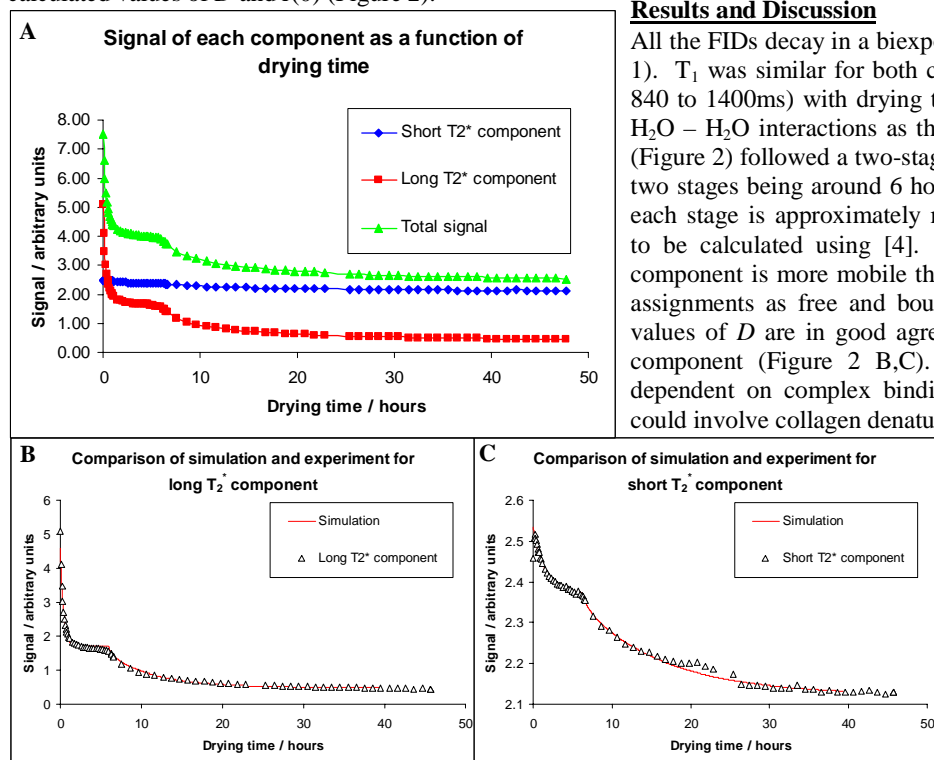 calculated values of D and r(0) (Figure 2).
A
Signal of each component as a function of
drying time
8.00
7.00
6.00
5.00
4.00
3.00
2.00
1.00
0.00
Signal / arbitrary units
Short T2* component
Long T2* component
Total signal
0 10 20 30 40 50
Drying time / hours
Results and Discussion
All the FIDs decay in a biexpo
1). T1 was similar for both c
840 to 1400ms) with drying t
H2O – H2O interactions as th
(Figure 2) followed a two-stag
two stages being around 6 ho
each stage is approximately r
to be calculated using [4].
component is more mobile th
assignments as free and bou
values of D are in good agre
component (Figure 2 B,C).
dependent on complex bindi
could involve collagen denatu
B
Comparison of simulation and experiment for
long T2* component
6
5
4
3
2
1
0
Signal / arbitrary units
Simulation
Long T2* component
0 10 20 30 40 50
Drying time / hours
C
Comparison of simulation and experiment for
short T2* component
2.6
2.5
2.4
2.3
2.2
2.1
Signal / arbitrary units
Simulation
Short T2* component
0 10 20 30 40 50
Drying time / hours